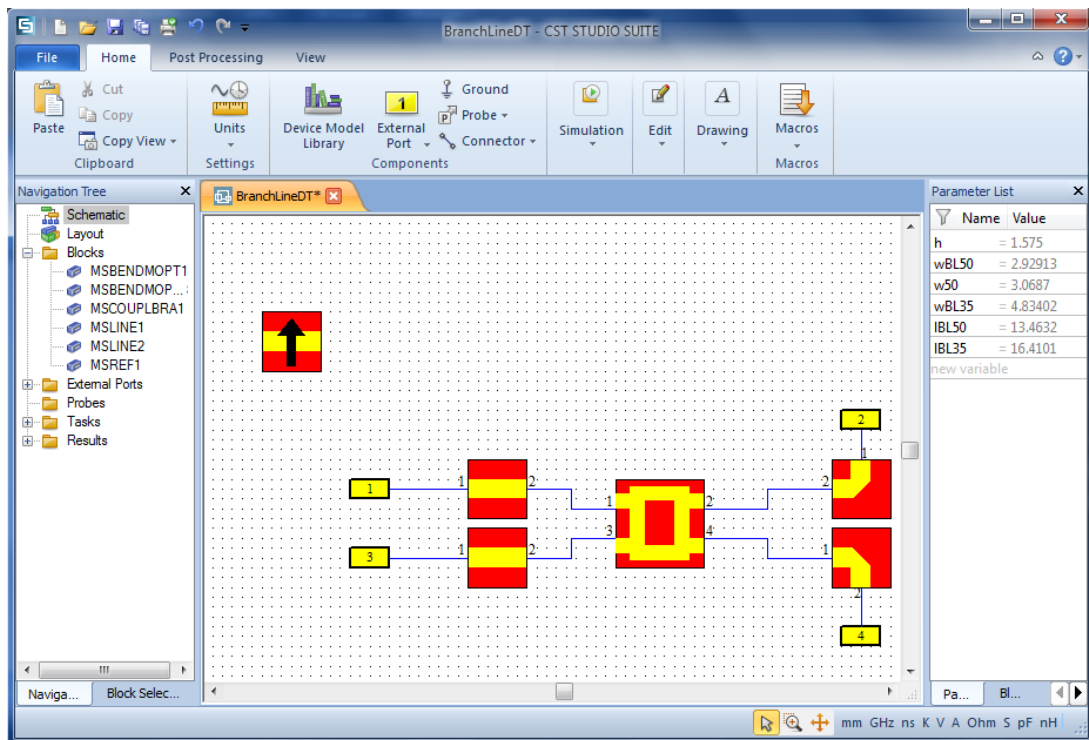 BranchLineDT - CST STUDIO SUITE
File Home Post Processing View
Paste
Cut
Copy
Copy View
Clipboard
Units
Settings
Device Model Library
1
External Port
Ground
Probe
Connector
Components
Simulation
Edit
A
Drawing
Macros
Macros
Navigation Tree
Schematic
Layout
Blocks
MSBENDMOPT1
MSBENDMOP...
MSCOUPLBRA1
MSLINE1
MSLINE2
MSREF1
External Ports
Probes
Tasks
Results
Naviga... Block Selec...
BranchLineDT*
2
1
1 1 2 1 2 2
3 1 2 3 4 1
2
4
Parameter List
Name Value
h = 1.575
wBL50 = 2.92913
w50 = 3.0687
wBL35 = 4.83402
lBL50 = 13.4632
lBL35 = 16.4101
new variable
Pa... Bl...
mm GHz ns K V A Ohm S pF nH